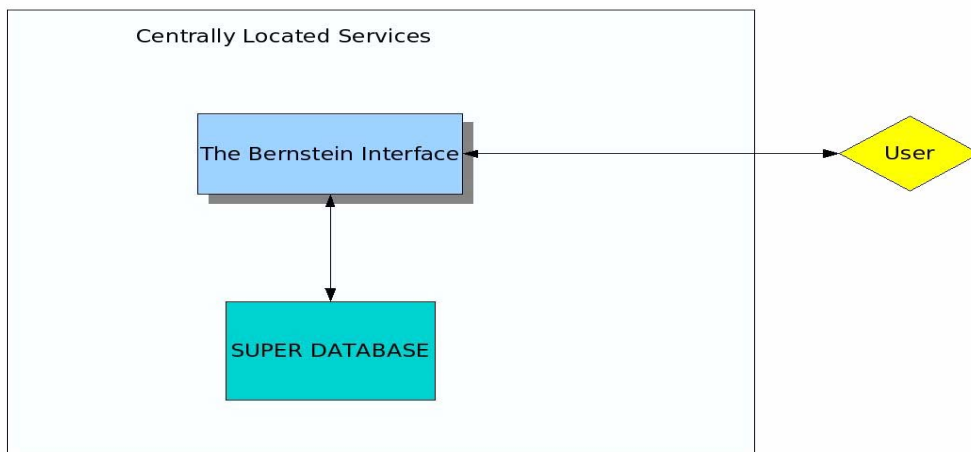 Centrally Located Services
The Bernstein Interface
User
SUPER DATABASE